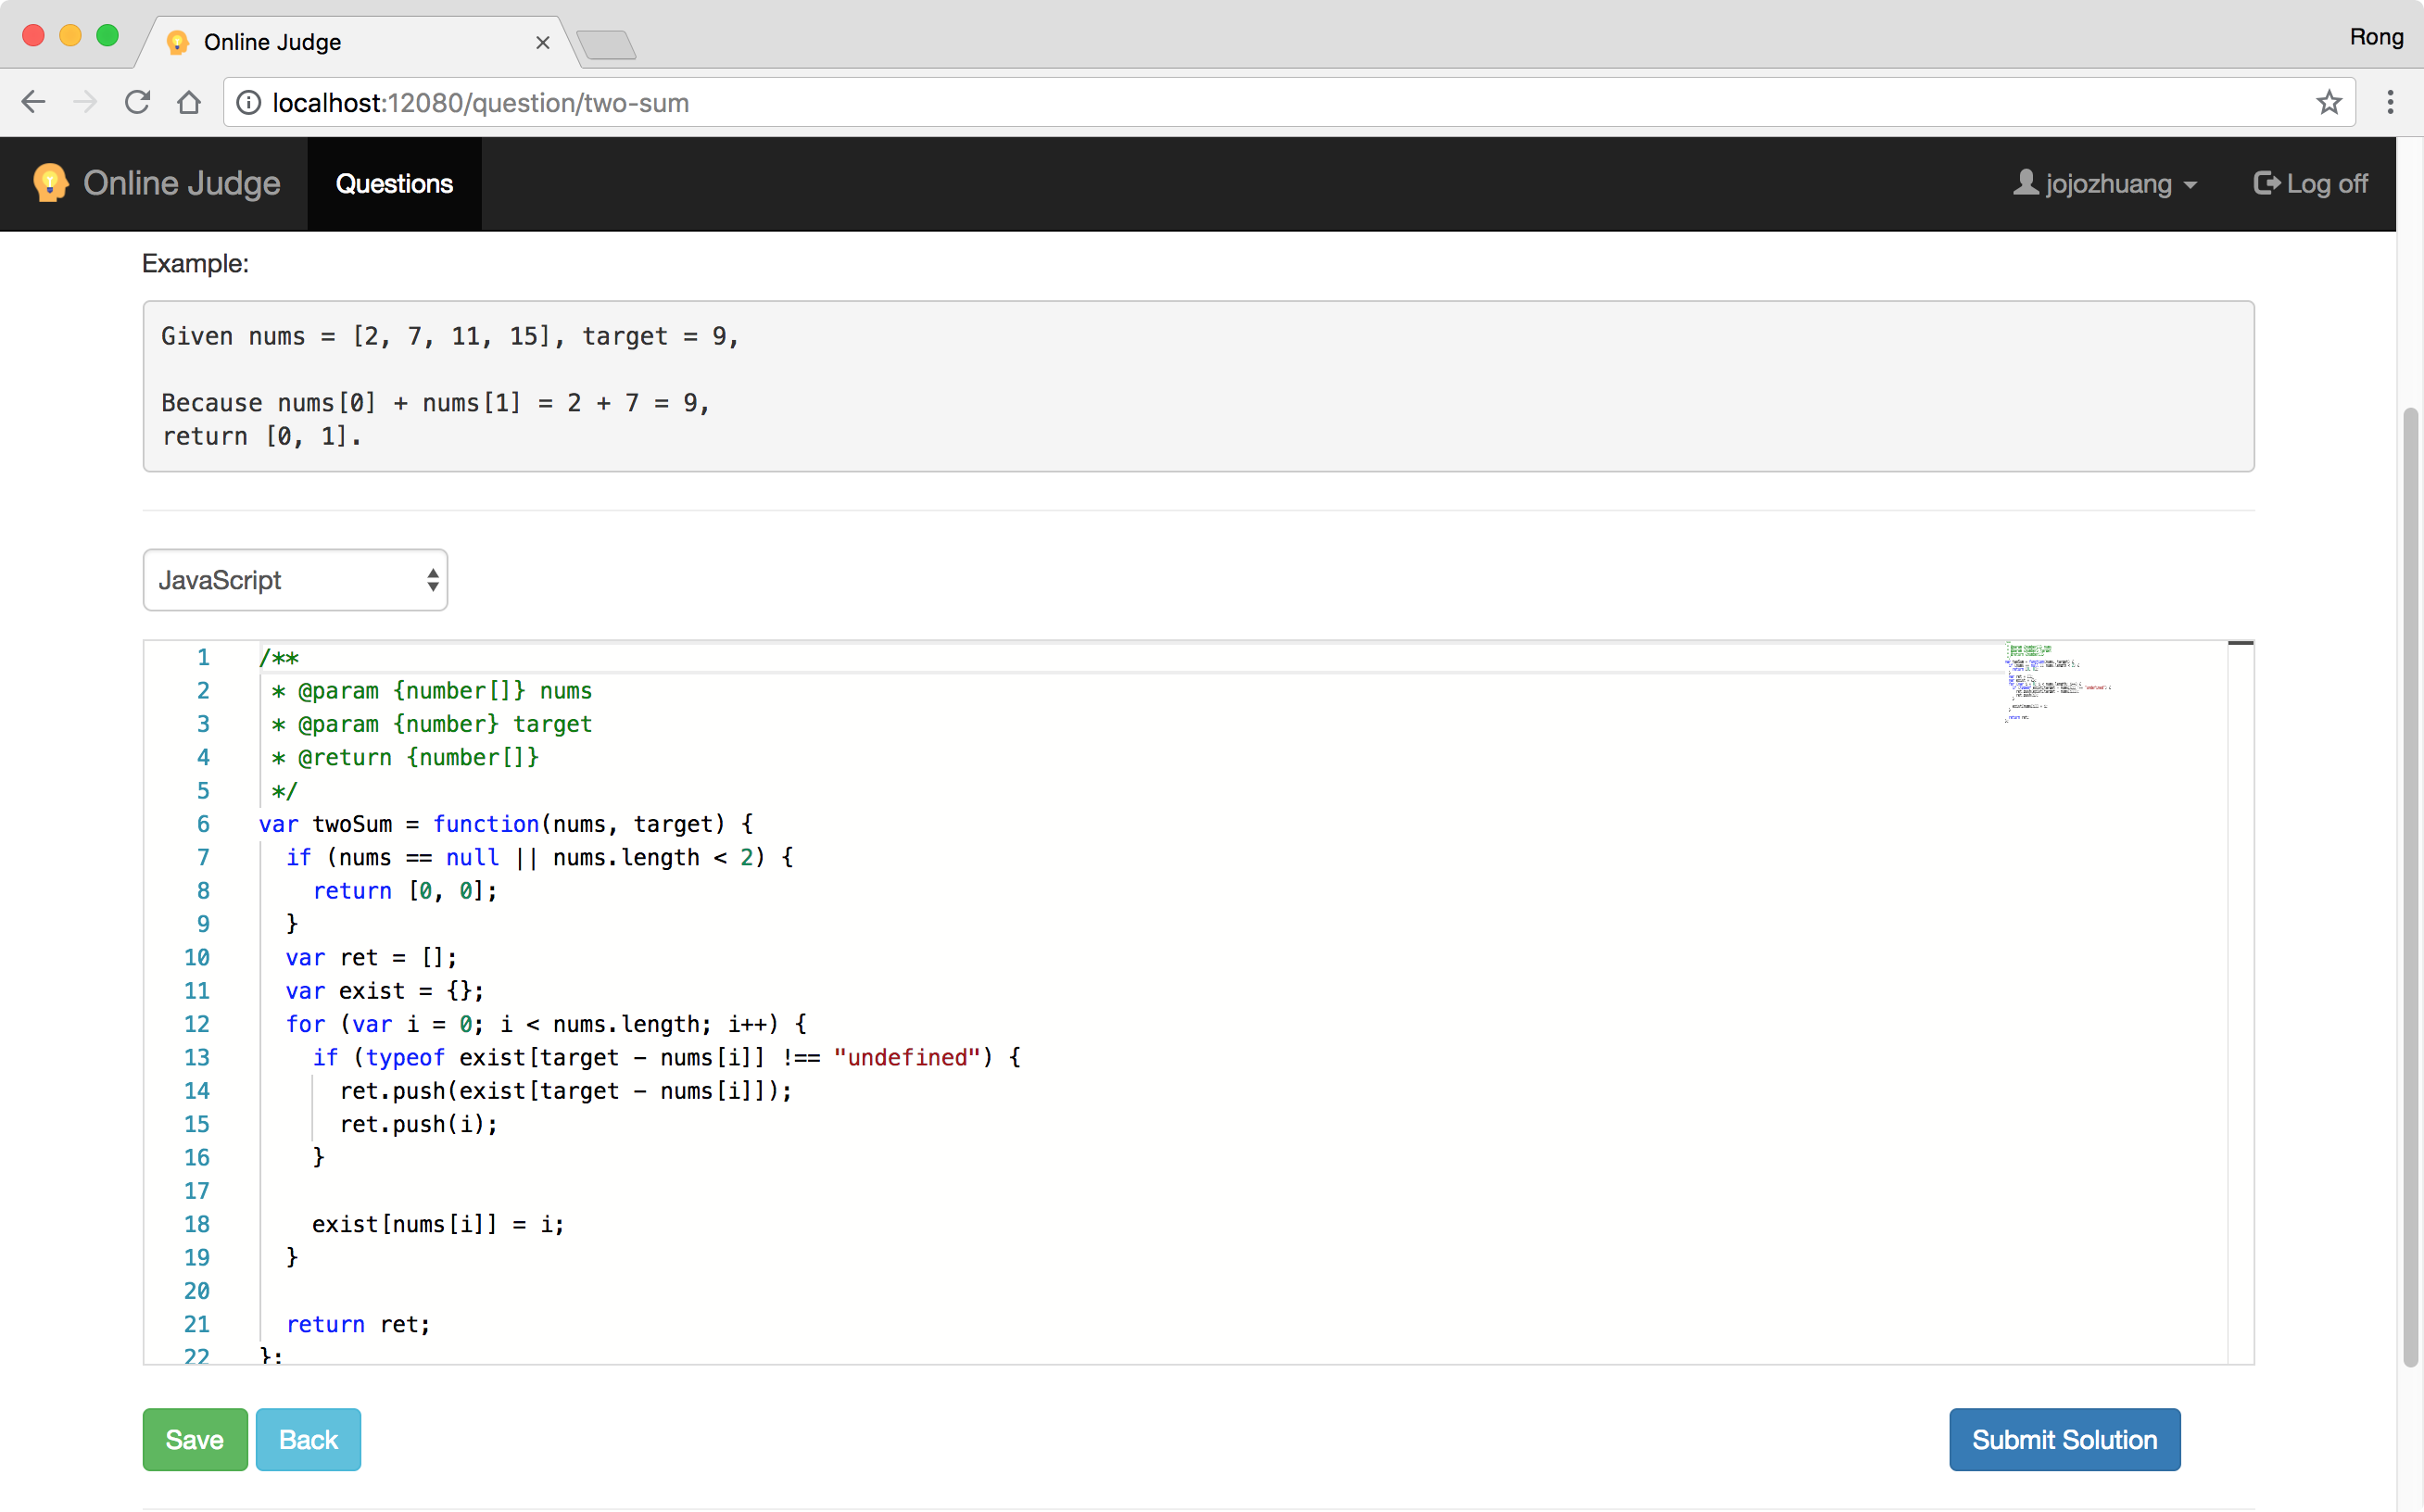 Online Judge
Rong
localhost:12080/question/two-sum
Online Judge
Questions
jojozhuang
Log off
Example:
Given nums = [2, 7, 11, 15], target = 9,
Because nums[0] + nums[1] = 2 + 7 = 9,
return [0, 1].
JavaScript
1 /**
2  * @param {number[]} nums
3  * @param {number} target
4  * @return {number[]}
5  */
6 var twoSum = function(nums, target) {
7   if (nums == null || nums.length < 2) {
8     return [0, 0];
9   }
10   var ret = [];
11   var exist = {};
12   for (var i = 0; i < nums.length; i++) {
13     if (typeof exist[target - nums[i]] !== "undefined") {
14       ret.push(exist[target - nums[i]]);
15       ret.push(i);
16     }
17
18     exist[nums[i]] = i;
19   }
20
21   return ret;
22 };
Save
Back
Submit Solution